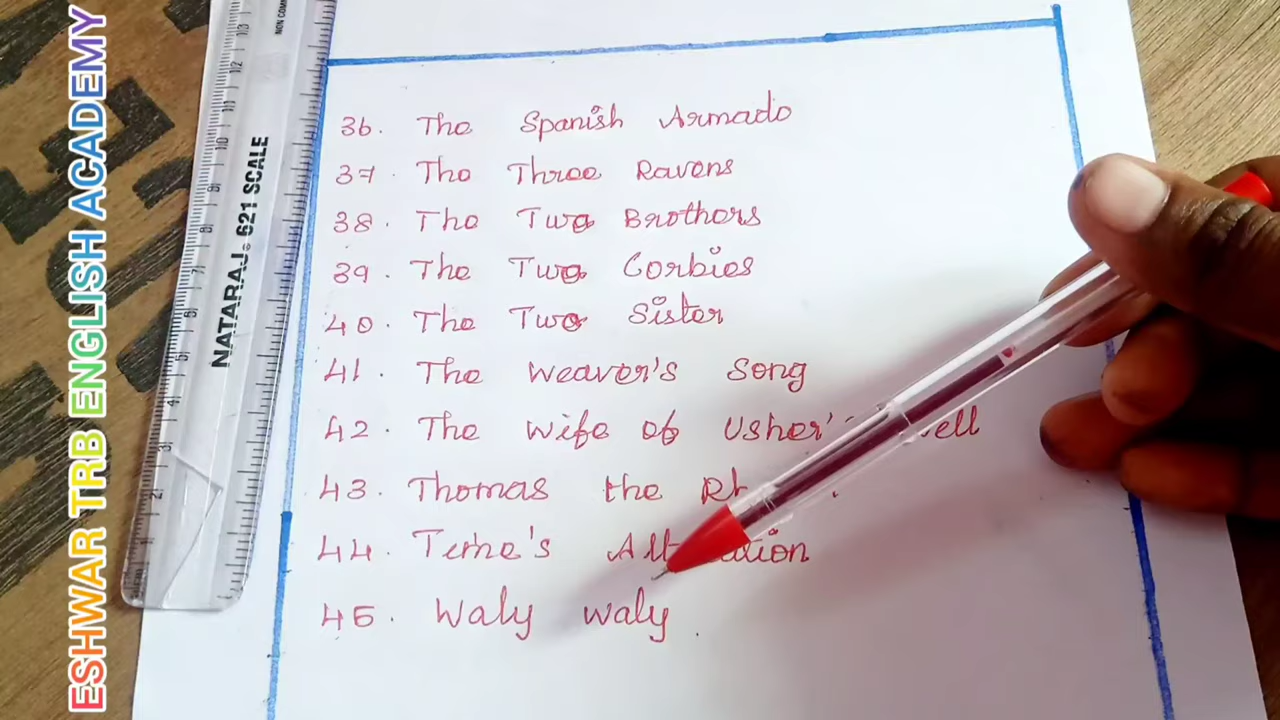 ESHWAR TRB ENGLISH ACADEMY
NATARAJ 621 SCALE
36. The Spanish Armado
37. The Three Ravens
38. The Two Brothers
39. The Two Corbies
40. The Two Sister
41. The Weaver's Song
42. The Wife of Usher's
43. Thomas the
44. Time's
45. Waly waly.